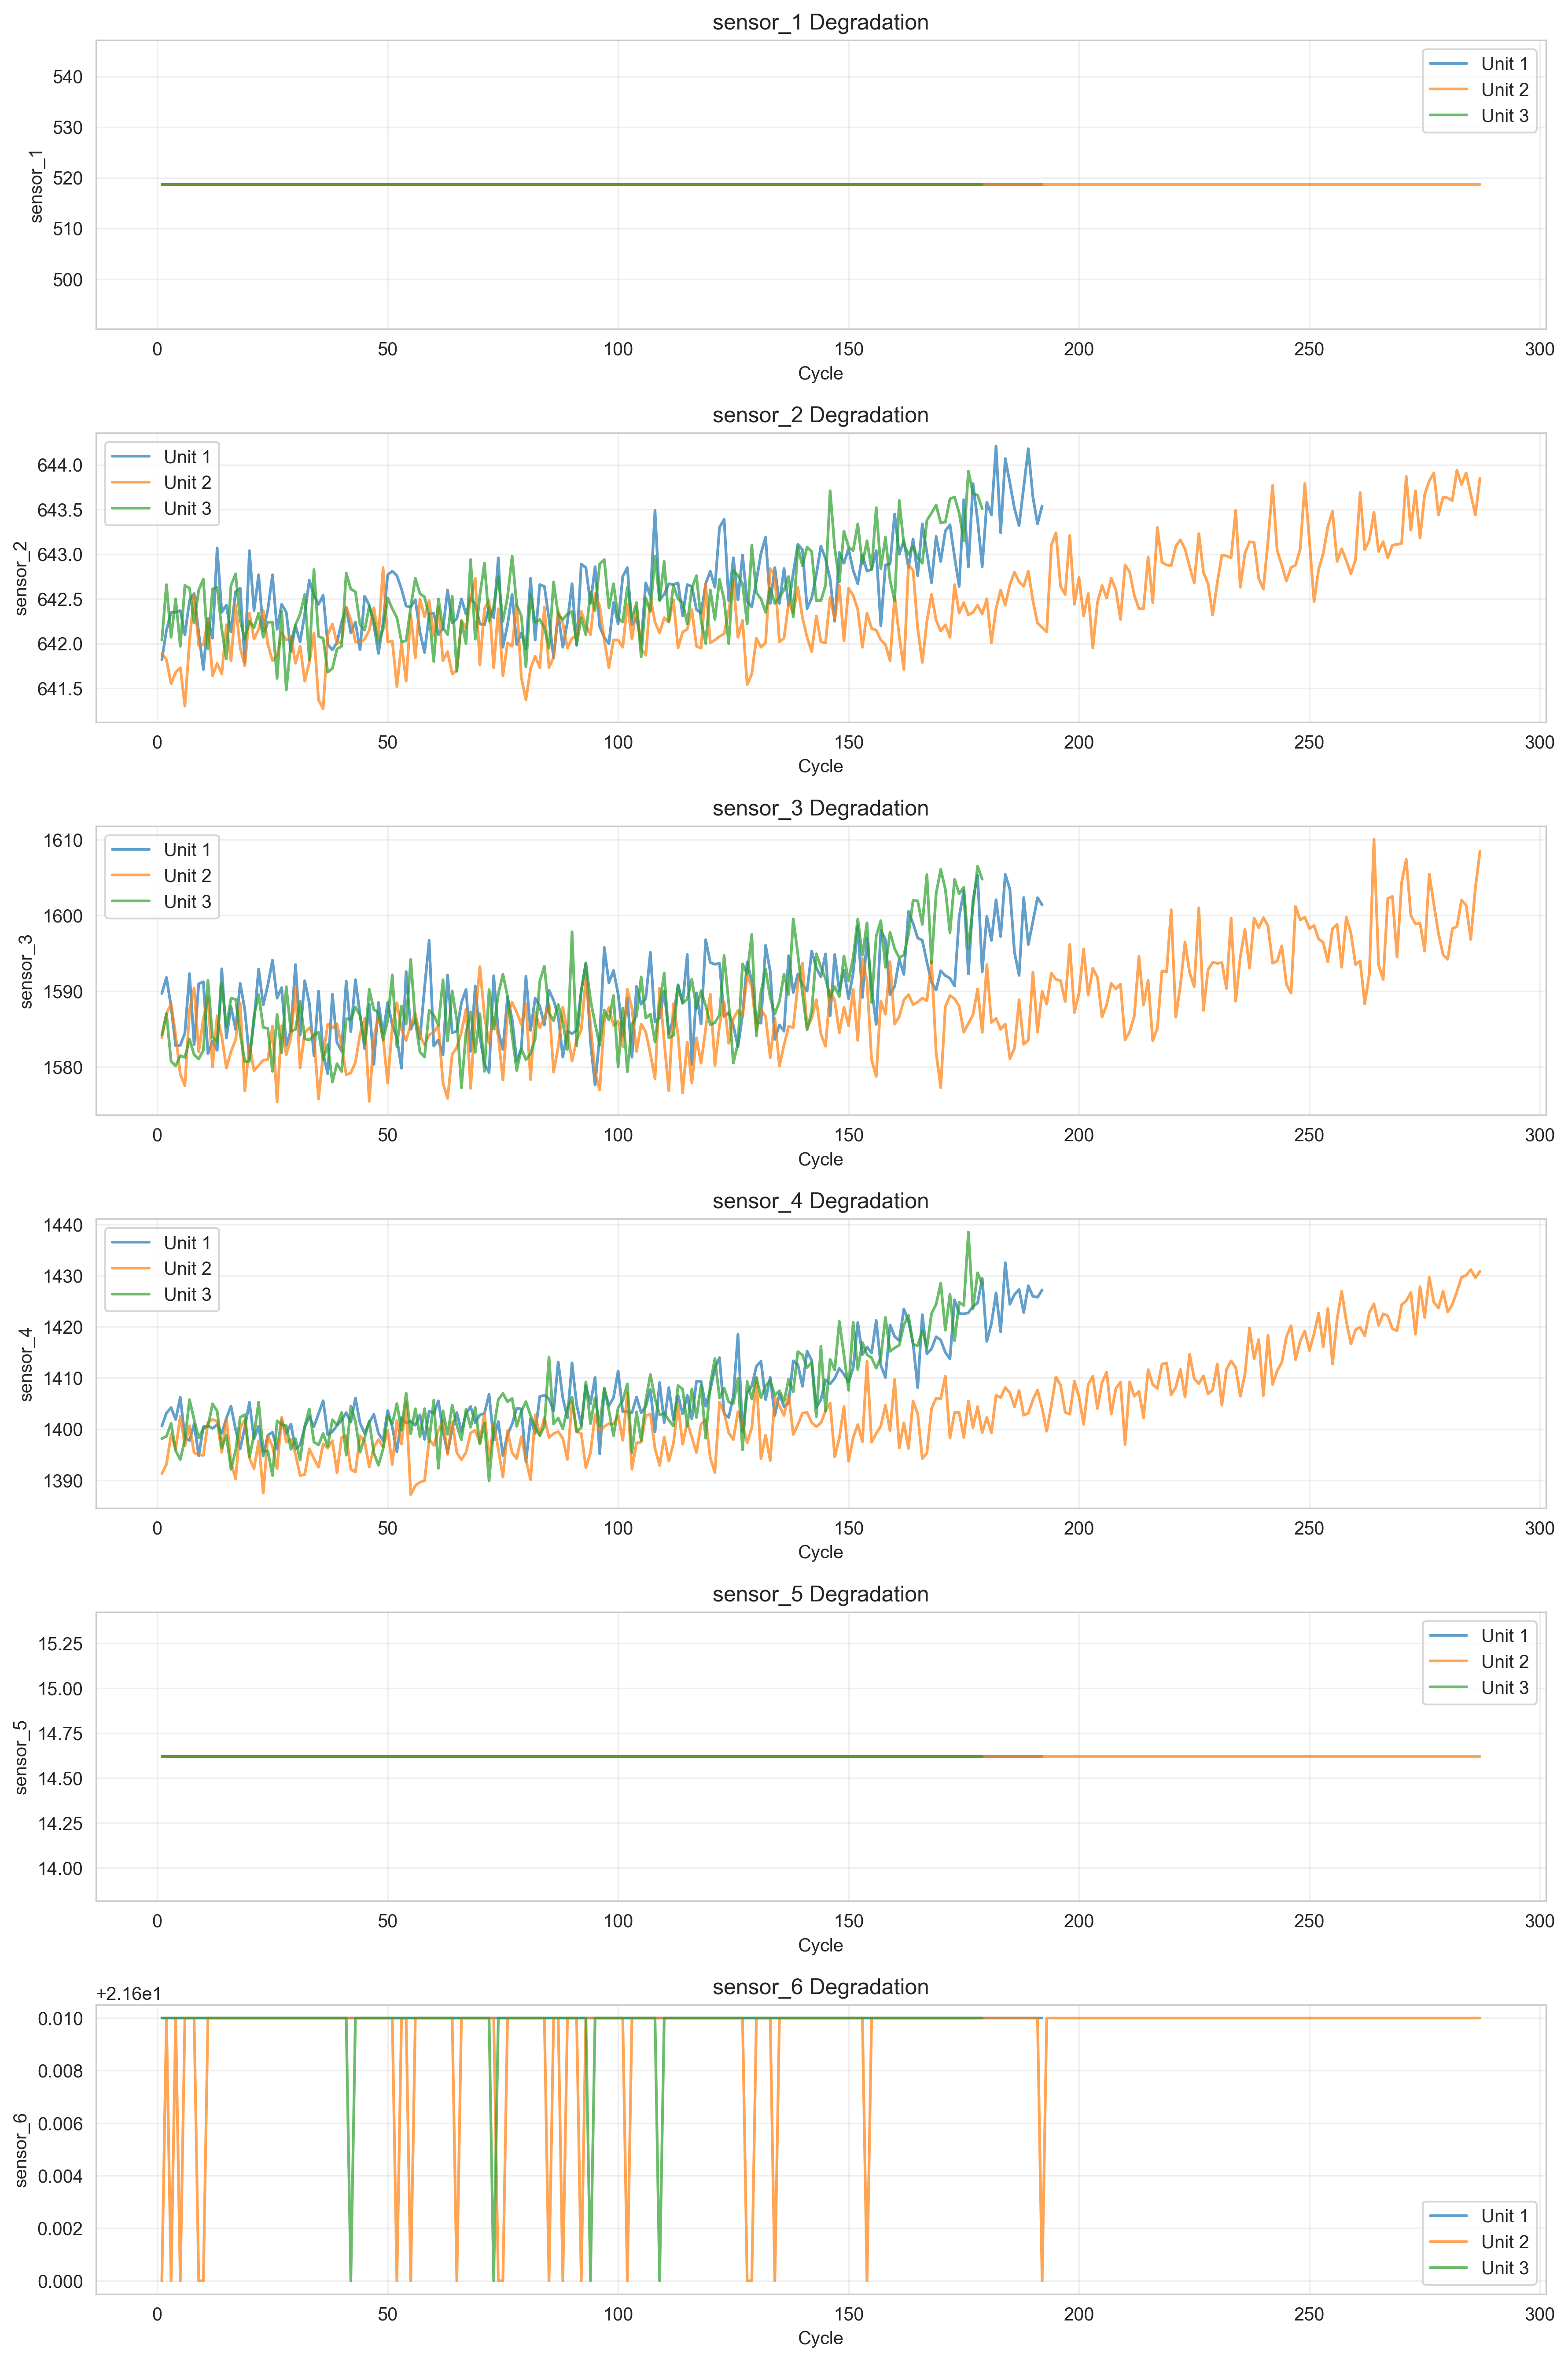 sensor_1 Degradation
540
530
520
510
500
sensor_1
Unit 1
Unit 2
Unit 3
0 50 100 150 200 250 300
Cycle
sensor_2 Degradation
644.0
643.5
643.0
642.5
642.0
641.5
sensor_2
Unit 1
Unit 2
Unit 3
0 50 100 150 200 250 300
Cycle
sensor_3 Degradation
1610
1600
1590
1580
sensor_3
Unit 1
Unit 2
Unit 3
0 50 100 150 200 250 300
Cycle
sensor_4 Degradation
1440
1430
1420
1410
1400
1390
sensor_4
Unit 1
Unit 2
Unit 3
0 50 100 150 200 250 300
Cycle
sensor_5 Degradation
15.25
15.00
14.75
14.50
14.25
14.00
sensor_5
Unit 1
Unit 2
Unit 3
0 50 100 150 200 250 300
Cycle
sensor_6 Degradation
+2.16e1
0.010
0.008
0.006
0.004
0.002
0.000
sensor_6
Unit 1
Unit 2
Unit 3
0 50 100 150 200 250 300
Cycle